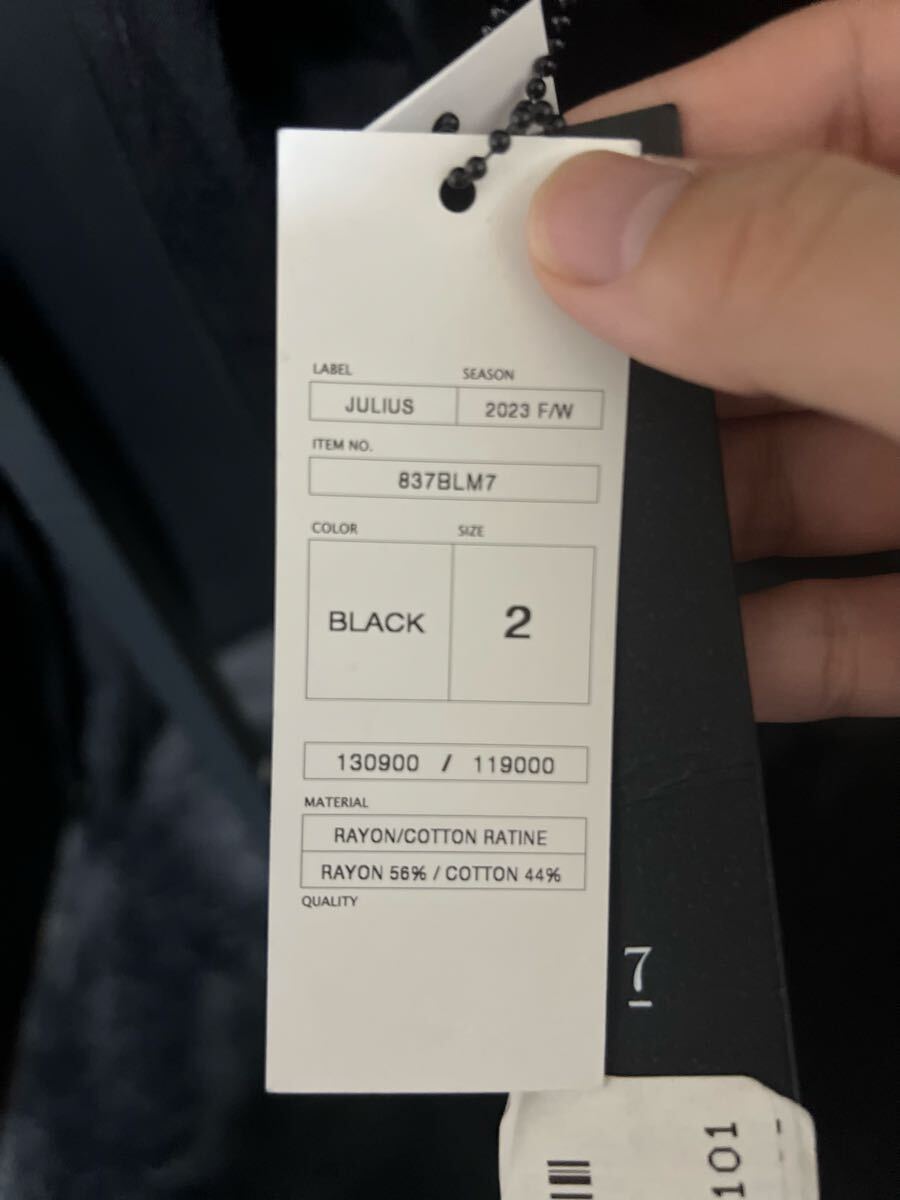 LABEL SEASON
JULIUS 2023 F/W
ITEM NO.
837BLM7
COLOR SIZE
BLACK 2
130900 / 119000
MATERIAL
RAYON/COTTON RATINE
RAYON 56% / COTTON 44%
QUALITY
7
101